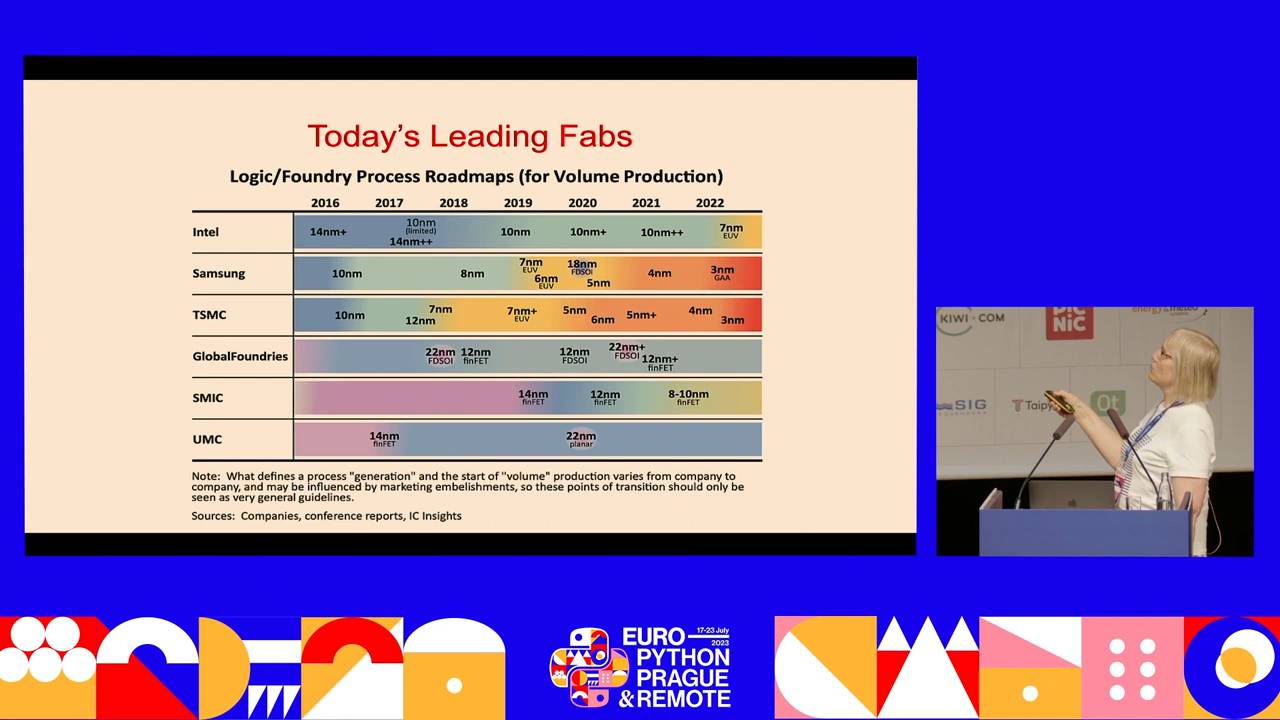 Today's Leading Fabs
Logic/Foundry Process Roadmaps (for Volume Production)
2016 2017 2018 2019 2020 2021 2022
Intel 14nm+ 10nm (limited) 14nm++ 10nm 10nm+ 10nm++ 7nm EUV
Samsung 10nm 8nm 7nm EUV 6nm EUV 18nm FDSOI 5nm 4nm 3nm GAA
TSMC 10nm 7nm 12nm 7nm+ EUV 5nm 6nm 5nm+ 4nm 3nm
GlobalFoundries 22nm FDSOI 12nm finFET 12nm FDSOI 22nm+ FDSOI 12nm+ finFET
SMIC 14nm finFET 12nm finFET 8-10nm finFET
UMC 14nm finFET 22nm planar
Note: What defines a process "generation" and the start of "volume" production varies from company to
company, and may be influenced by marketing embelishments, so these points of transition should only be
seen as very general guidelines.
Sources: Companies, conference reports, IC Insights
KIWI-COM
PIC
NIC
energy & meteo
systems
SIG
Taipy
Qt
EURO
17-23 July
2023
PYTHON
PRAGUE
& REMOTE